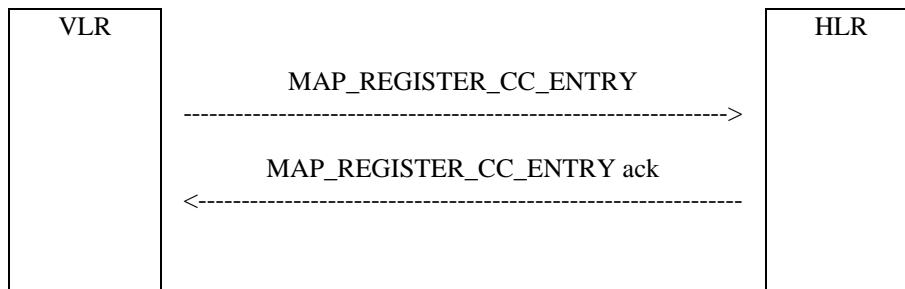 VLR HLR
MAP_REGISTER_CC_ENTRY
MAP_REGISTER_CC_ENTRY ack